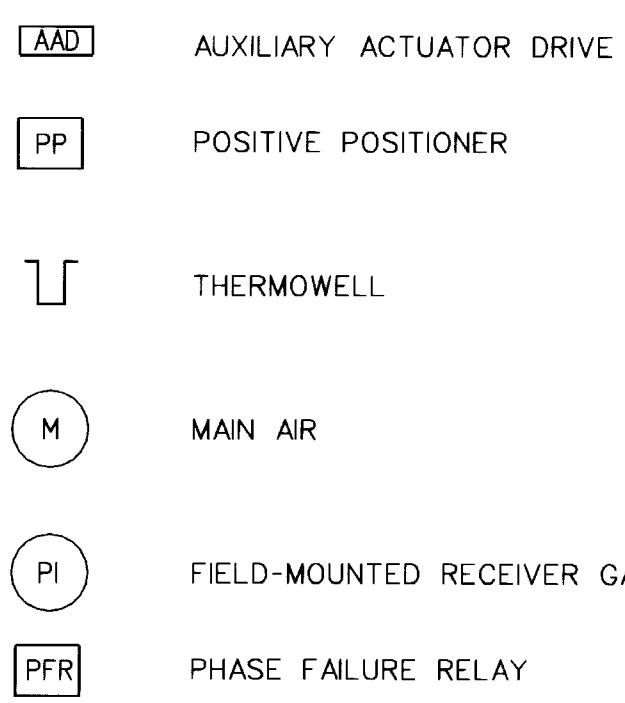 AAD AUXILIARY ACTUATOR DRIVE
PP POSITIVE POSITIONER
THERMOWELL
M MAIN AIR
PI FIELD-MOUNTED RECEIVER
PFR PHASE FAILURE RELAY